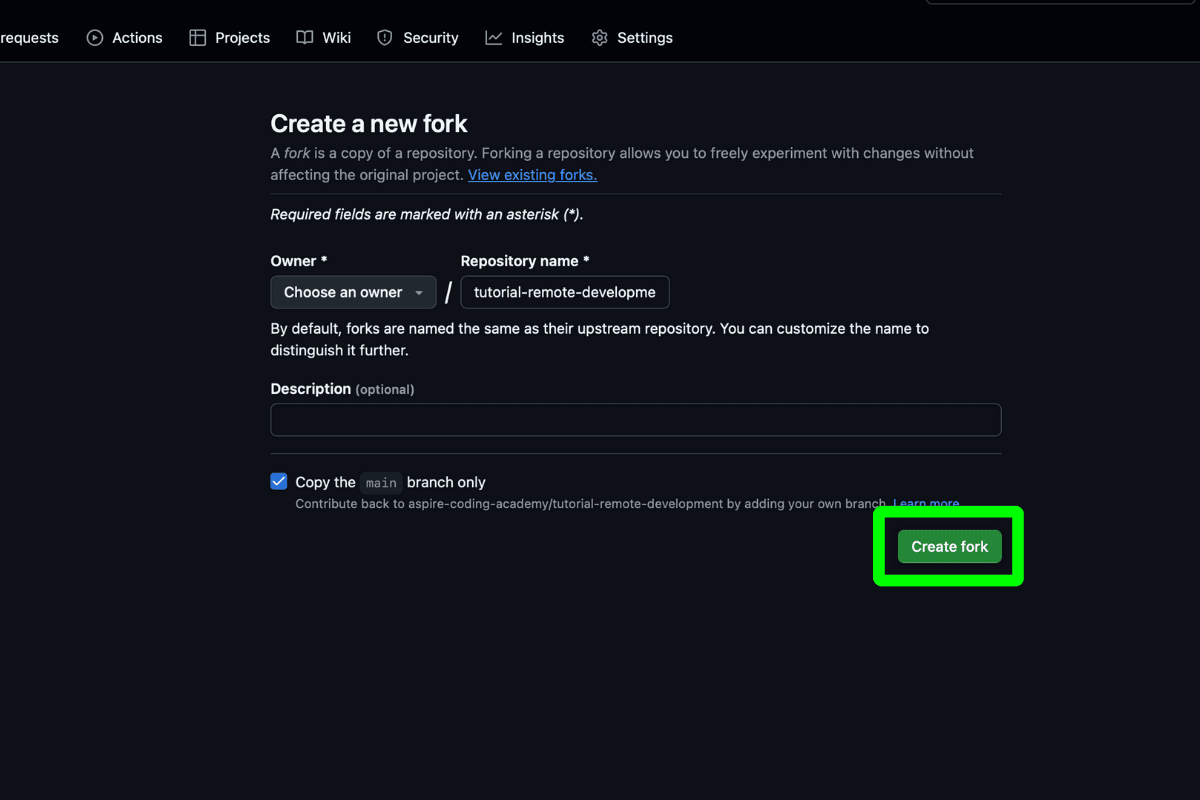 requests Actions Projects Wiki Security Insights Settings
Create a new fork
A fork is a copy of a repository. Forking a repository allows you to freely experiment with changes without
affecting the original project. View existing forks.
Required fields are marked with an asterisk (*).
Owner * Repository name *
Choose an owner / tutorial-remote-developme
By default, forks are named the same as their upstream repository. You can customize the name to
distinguish it further.
Description (optional)
Copy the main branch only
Contribute back to aspire-coding-academy/tutorial-remote-development by adding your own branch. Learn more.
Create fork